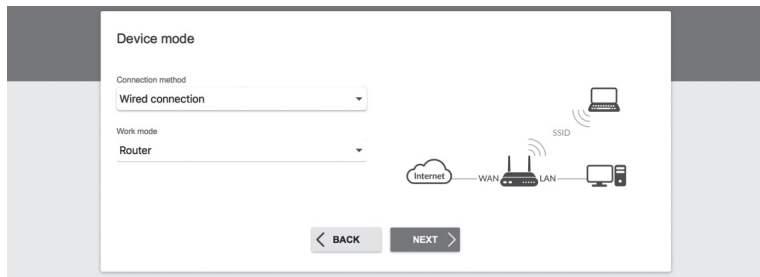 Device mode
Connection method
Wired connection
Work mode
Router
SSID
Internet
WAN
LAN
BACK
NEXT